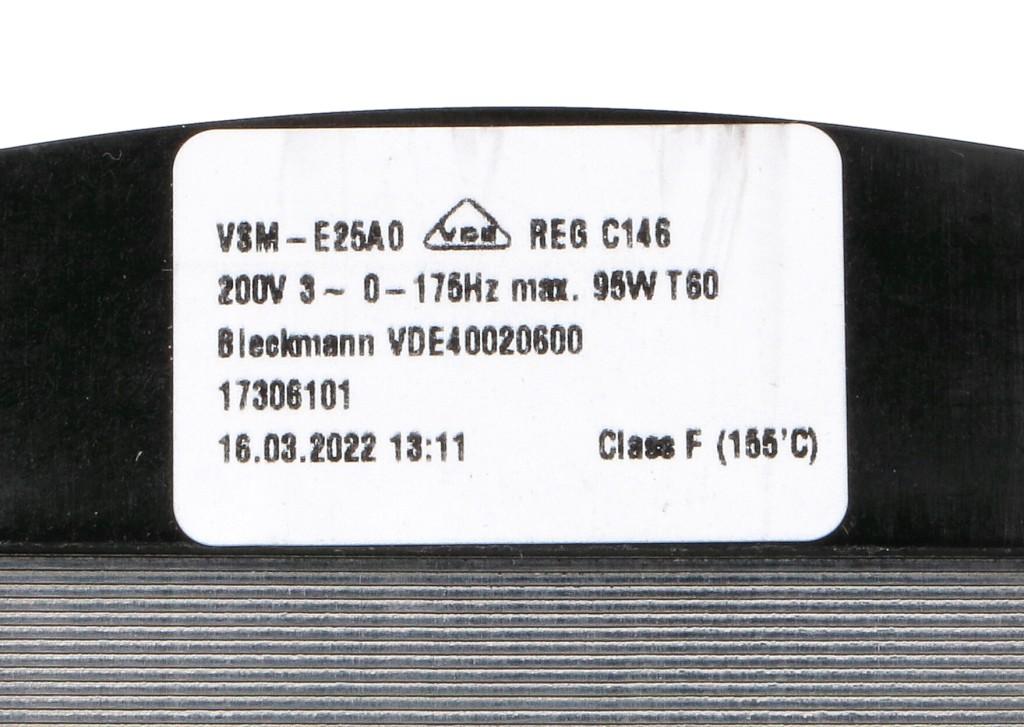 VSM-E25A0 VDE REG C146
200V 3~ 0-175Hz max. 95W T60
Bleckmann VDE40020600
17306101
16.03.2022 13:11 Class F (155°C)